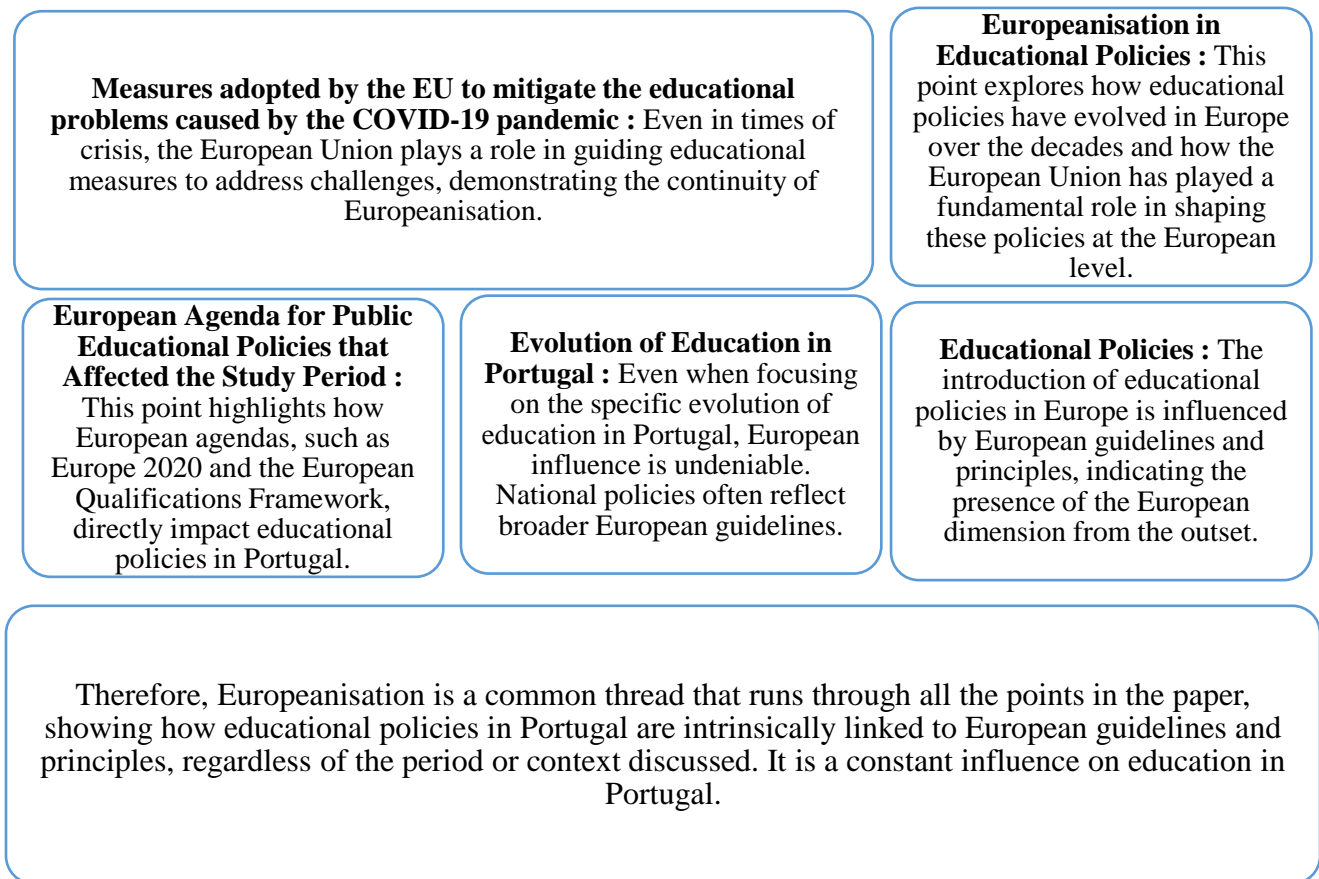 Measures adopted by the EU to mitigate the educational
problems caused by the COVID-19 pandemic : Even in times of
crisis, the European Union plays a role in guiding educational
measures to address challenges, demonstrating the continuity of
Europeanisation.
Europeanisation in
Educational Policies : This
point explores how educational
policies have evolved in Europe
over the decades and how the
European Union has played a
fundamental role in shaping
these policies at the European
level.
European Agenda for Public
Educational Policies that
Affected the Study Period :
This point highlights how
European agendas, such as
Europe 2020 and the European
Qualifications Framework,
directly impact educational
policies in Portugal.
Evolution of Education in
Portugal : Even when focusing
on the specific evolution of
education in Portugal, European
influence is undeniable.
National policies often reflect
broader European guidelines.
Educational Policies : The
introduction of educational
policies in Europe is influenced
by European guidelines and
principles, indicating the
presence of the European
dimension from the outset.
Therefore, Europeanisation is a common thread that runs through all the points in the paper,
showing how educational policies in Portugal are intrinsically linked to European guidelines and
principles, regardless of the period or context discussed. It is a constant influence on education in
Portugal.